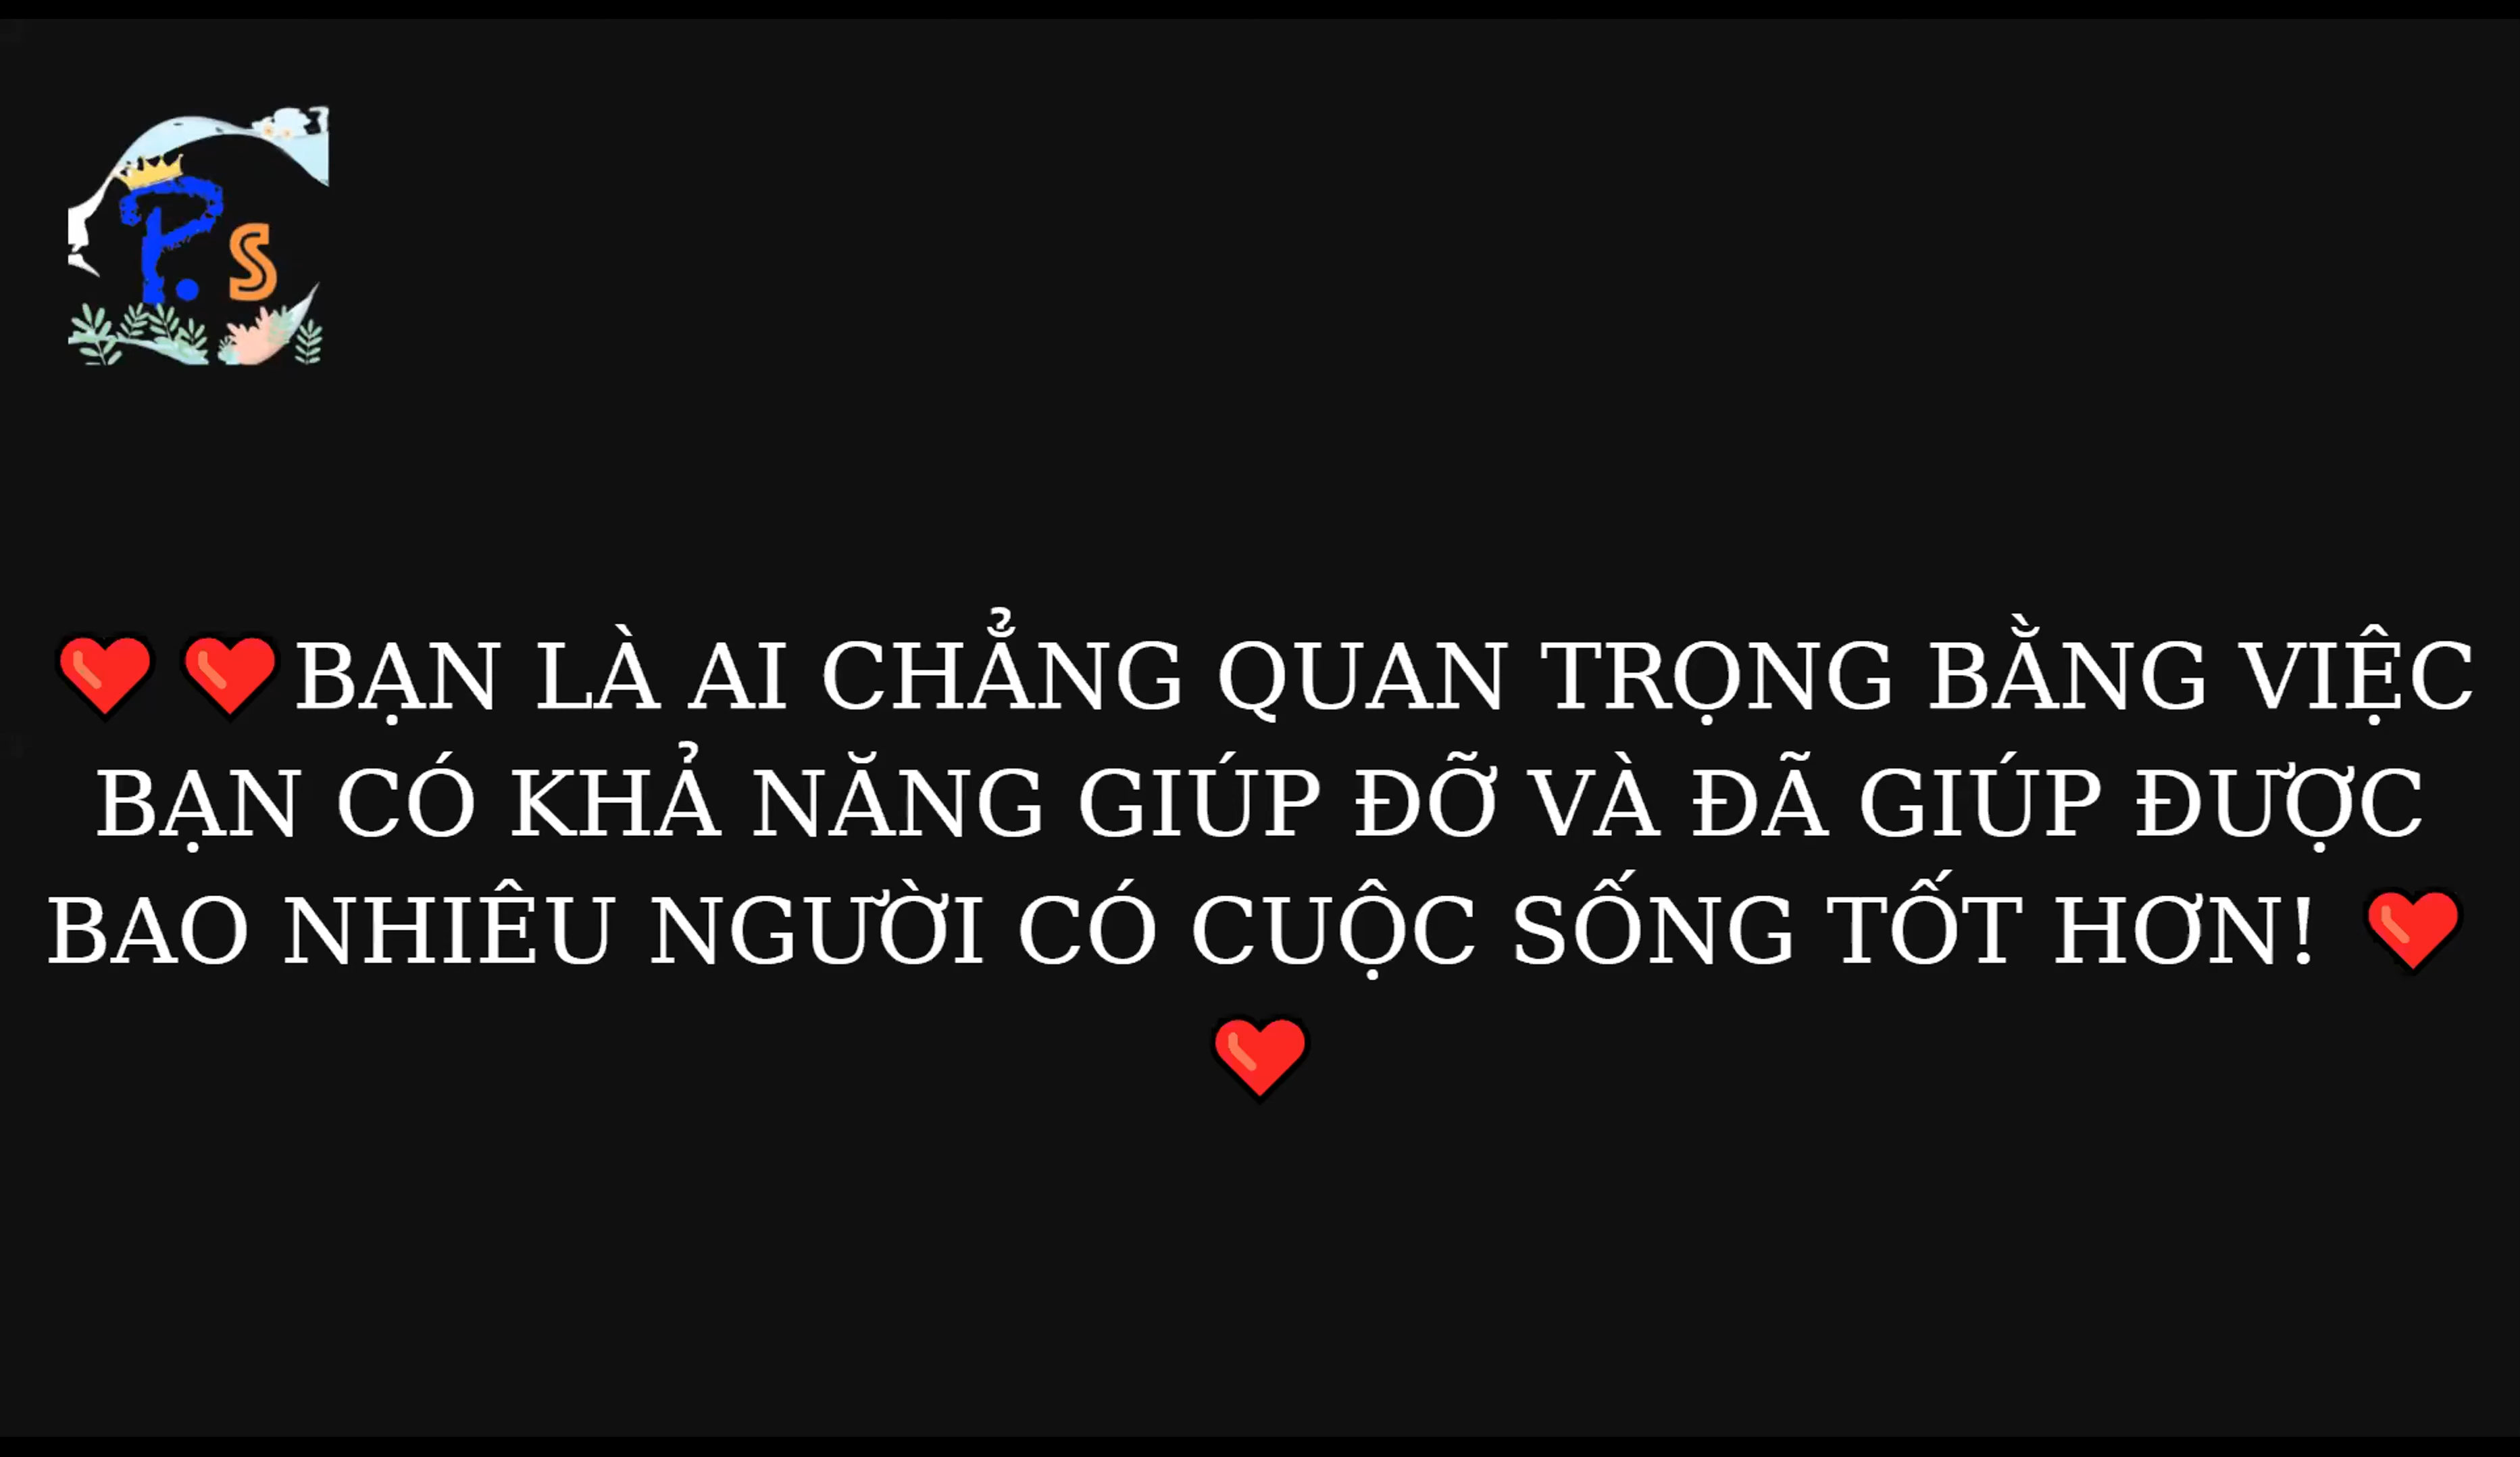 P.s
❤️ ❤️BẠN LÀ AI CHẲNG QUAN TRỌNG BẰNG VIỆC
BẠN CÓ KHẢ NĂNG GIÚP ĐỠ VÀ ĐÃ GIÚP ĐƯỢC
BAO NHIÊU NGƯỜI CÓ CUỘC SỐNG TỐT HƠN! ❤️
❤️